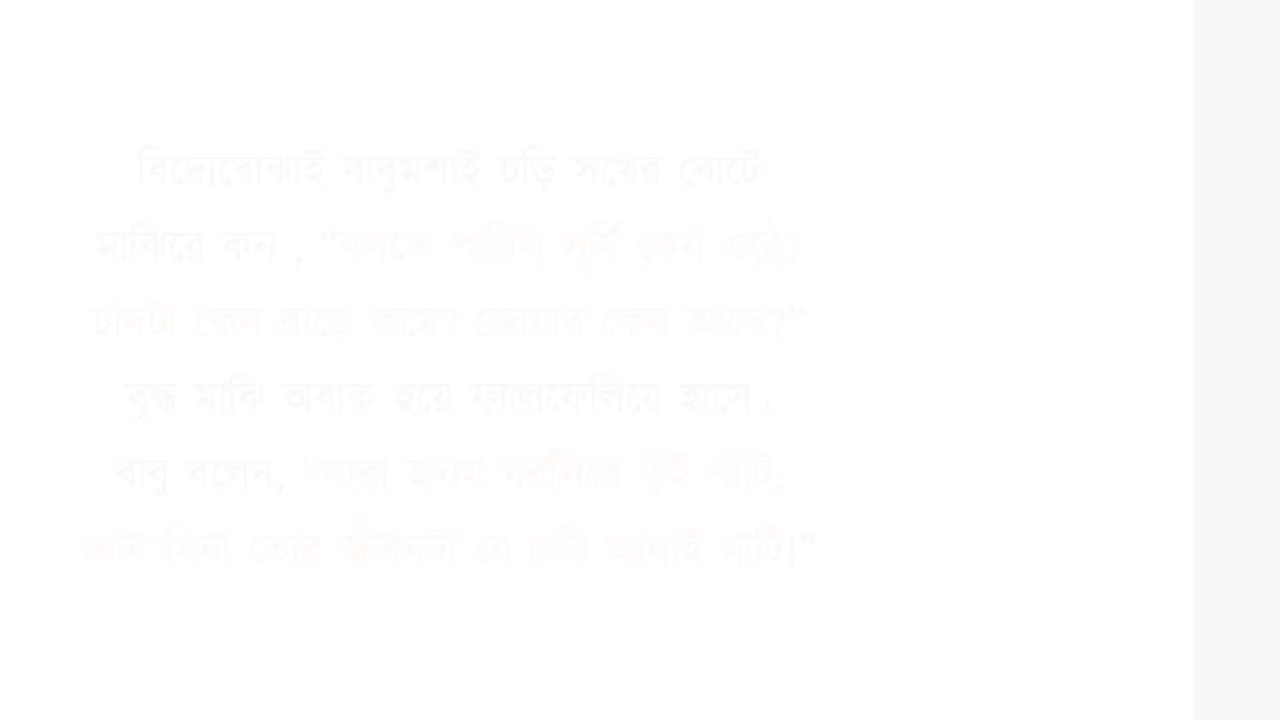 বিদ্যেবোঝাই বাবুমশাই চড়ি সখের বোটে
মাঝিরে কন , “বলতে পারিস্ সূর্যি কেন ওঠে?
চাঁদটা কেন বাড়ে কমে? জোয়ার কেন আসে?”
বৃদ্ধ মাঝি অবাক হয়ে ফ্যালফেলিয়ে হাসে।
বাবু বলেন, “সারা জনম মরলিরে তুই খাটি,
জ্ঞান বিনা তোর জীবনটা যে চারি আনাই মাটি!”